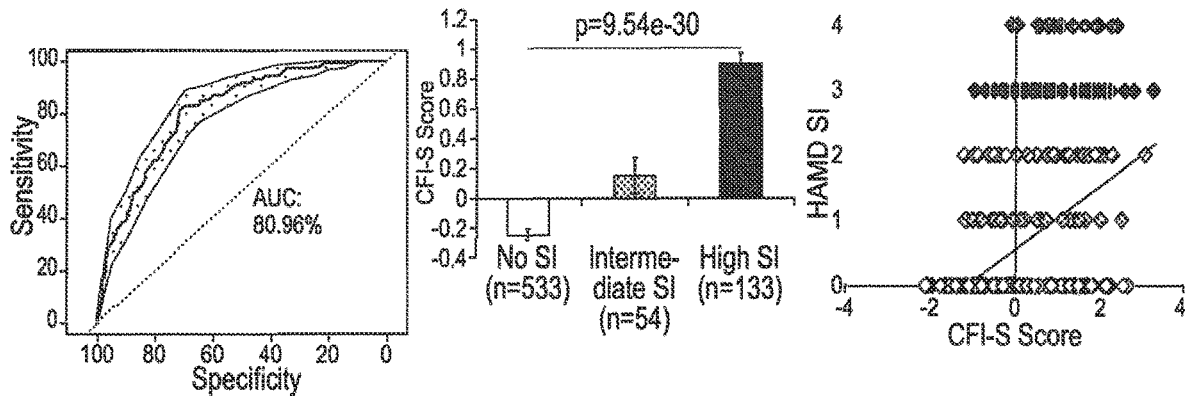 100
80
60
40
20
0
Sensitivity
AUC:
80.96%
100 80 60 40 20 0
Specificity
1.2
1
0.8
0.6
0.4
0.2
0
-0.2
-0.4
CFI-S Score
p=9.54e-30
No SI
(n=533)
Interme-
diate SI
(n=54)
High SI
(n=133)
4
3
2
1
0
HAMD SI
-4 -2 0 2 4
CFI-S Score